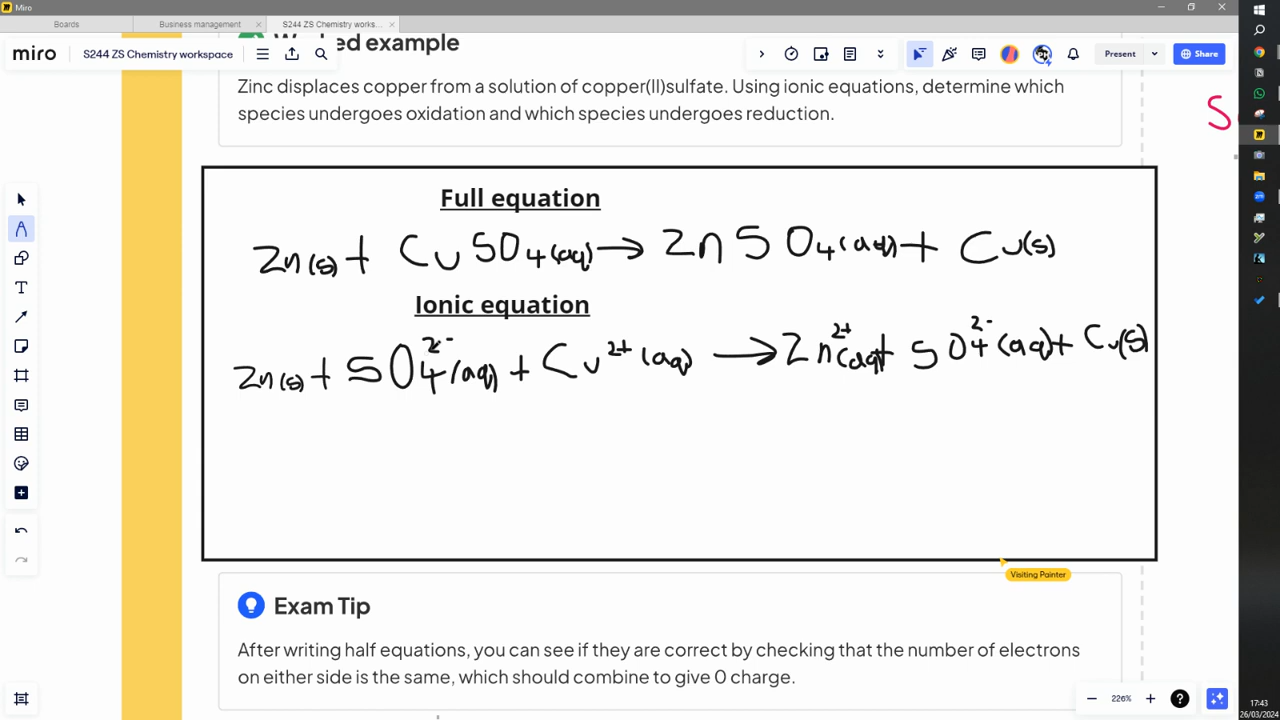 Miro
Boards
Business management
S244 ZS Chemistry works...
miro
S244 ZS Chemistry workspace
Present
Share
Worked example
Zinc displaces copper from a solution of copper(II)sulfate. Using ionic equations, determine which
species undergoes oxidation and which species undergoes reduction.
S
Full equation
Zn(s) + CuSO4(aq) → ZnSO4(aq) + Cu(s)
Ionic equation
Zn(s) + SO4 2-(aq) + Cu2+(aq) → Zn2+(aq) + SO4 2-(aq) + Cu(s)
Visiting Painter
Exam Tip
After writing half equations, you can see if they are correct by checking that the number of electrons
on either side is the same, which should combine to give 0 charge.
226%
17:43
26/03/2024